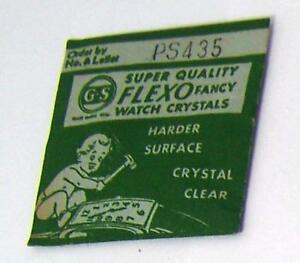 Order by
No. & Letter
PS435
G-S
SUPER QUALITY
FLEXO FANCY
WATCH CRYSTALS
HARDER
SURFACE
CRYSTAL
CLEAR